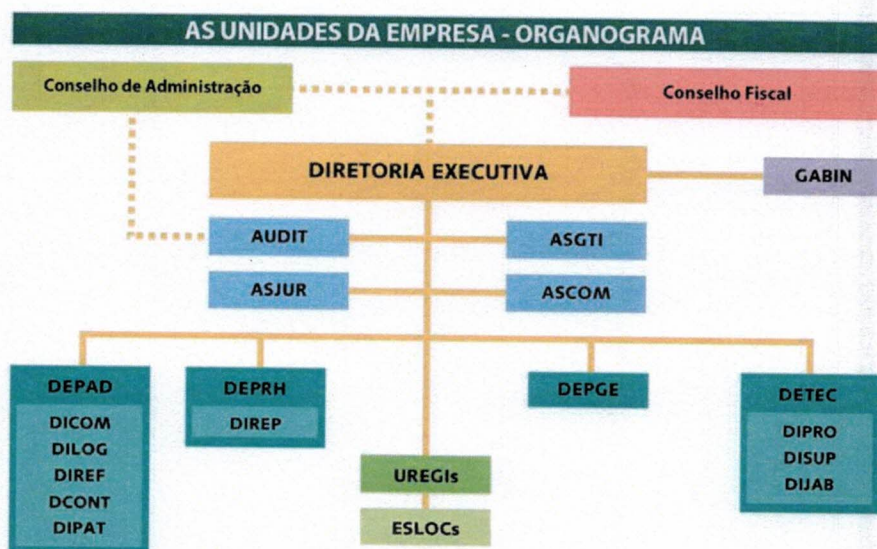 AS UNIDADES DA EMPRESA - ORGANOGRAMA
Conselho de Administração
Conselho Fiscal
DIRETORIA EXECUTIVA
GABIN
AUDIT
ASGTI
ASJUR
ASCOM
DEPAD
DICOM
DILOG
DIREF
DCONT
DIPAT
DEPRH
DIREP
DEPGE
DETEC
DIPRO
DISUP
DIJAB
UREGIs
ESLOCs